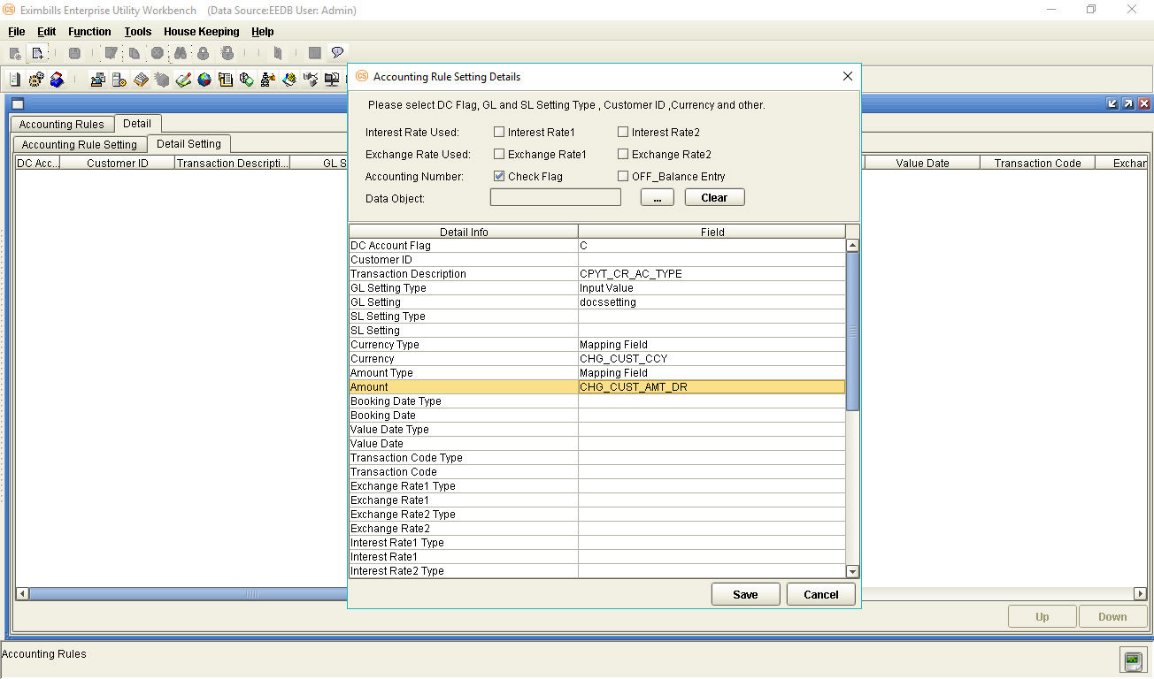 Eximbills Enterprise Utility Workbench (Data Source:EEDB User: Admin)
File Edit Function Tools House Keeping Help
Accounting Rule Setting Details
Please select DC Flag, GL and SL Setting Type , Customer ID ,Currency and other.
Accounting Rules Detail
Interest Rate Used: Interest Rate1 Interest Rate2
Accounting Rule Setting Detail Setting
Exchange Rate Used: Exchange Rate1 Exchange Rate2
DC Acc... Customer ID Transaction Descripti... GL S Value Date Transaction Code Exchan
Accounting Number: Check Flag OFF_Balance Entry
Data Object: ... Clear
Detail Info Field
DC Account Flag C
Customer ID
Transaction Description CPYT_CR_AC_TYPE
GL Setting Type Input Value
GL Setting docssetting
SL Setting Type
SL Setting
Currency Type Mapping Field
Currency CHG_CUST_CCY
Amount Type Mapping Field
Amount CHG_CUST_AMT_DR
Booking Date Type
Booking Date
Value Date Type
Value Date
Transaction Code Type
Transaction Code
Exchange Rate1 Type
Exchange Rate1
Exchange Rate2 Type
Exchange Rate2
Interest Rate1 Type
Interest Rate1
Interest Rate2 Type
Save Cancel
Up Down
Accounting Rules